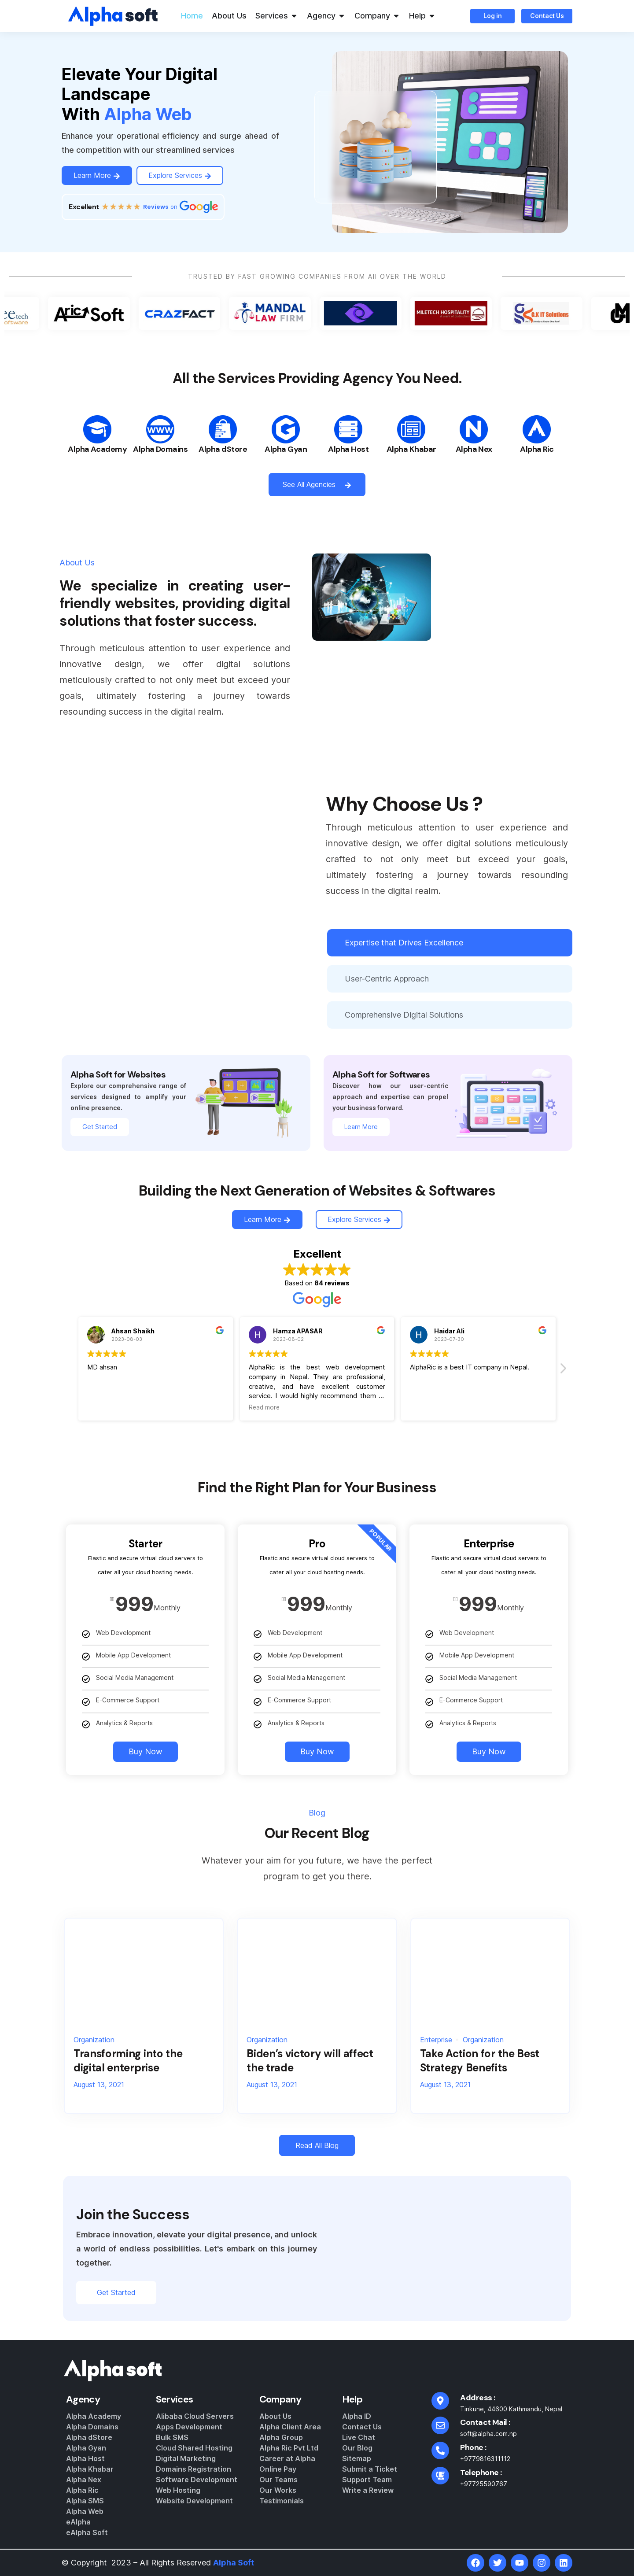 Alpha soft
Home About Us Services Agency Company Help
Log in Contact Us
Elevate Your Digital
Landscape
With Alpha Web
Enhance your operational efficiency and surge ahead of
the competition with our streamlined services
Learn More Explore Services
Excellent Reviews on Google
TRUSTED BY FAST GROWING COMPANIES FROM All OVER THE WORLD
AricSoft
CRAZFACT
MANDAL
LAW FIRM
MILETECH HOSPITALITY
S.K IT Solutions
All the Services Providing Agency You Need.
WWW
Alpha Academy Alpha Domains Alpha dStore Alpha Gyan Alpha Host Alpha Khabar Alpha Nex Alpha Ric
See All Agencies
About Us
We specialize in creating user-
friendly websites, providing digital
solutions that foster success.
Through meticulous attention to user experience and
innovative design, we offer digital solutions
meticulously crafted to not only meet but exceed your
goals, ultimately fostering a journey towards
resounding success in the digital realm.
Why Choose Us ?
Through meticulous attention to user experience and
innovative design, we offer digital solutions meticulously
crafted to not only meet but exceed your goals,
ultimately fostering a journey towards resounding
success in the digital realm.
Expertise that Drives Excellence
User-Centric Approach
Comprehensive Digital Solutions
Alpha Soft for Websites
Explore our comprehensive range of
services designed to amplify your
online presence.
Get Started
Alpha Soft for Softwares
Discover how our user-centric
approach and expertise can propel
your business forward.
Learn More
Building the Next Generation of Websites & Softwares
Learn More Explore Services
Excellent
Based on 84 reviews
Google
Ahsan Shaikh
2023-08-03
MD ahsan
H
Hamza APASAR
2023-08-02
AlphaRic is the best web development
company in Nepal. They are professional,
creative, and have excellent customer
service. I would highly recommend them ...
Read more
H
Haidar Ali
2023-07-30
AlphaRic is a best IT company in Nepal.
Find the Right Plan for Your Business
Starter
Elastic and secure virtual cloud servers to
cater all your cloud hosting needs.
999 Monthly
Web Development
Mobile App Development
Social Media Management
E-Commerce Support
Analytics & Reports
Buy Now
POPULAR
Pro
Elastic and secure virtual cloud servers to
cater all your cloud hosting needs.
999 Monthly
Web Development
Mobile App Development
Social Media Management
E-Commerce Support
Analytics & Reports
Buy Now
Enterprise
Elastic and secure virtual cloud servers to
cater all your cloud hosting needs.
999 Monthly
Web Development
Mobile App Development
Social Media Management
E-Commerce Support
Analytics & Reports
Buy Now
Blog
Our Recent Blog
Whatever your aim for you future, we have the perfect
program to get you there.
Organization
Transforming into the
digital enterprise
August 13, 2021
Organization
Biden's victory will affect
the trade
August 13, 2021
Enterprise Organization
Take Action for the Best
Strategy Benefits
August 13, 2021
Read All Blog
Join the Success
Embrace innovation, elevate your digital presence, and unlock
a world of endless possibilities. Let's embark on this journey
together.
Get Started
Alpha soft
Agency
Alpha Academy
Alpha Domains
Alpha dStore
Alpha Gyan
Alpha Host
Alpha Khabar
Alpha Nex
Alpha Ric
Alpha SMS
Alpha Web
eAlpha
eAlpha Soft
Services
Alibaba Cloud Servers
Apps Development
Bulk SMS
Cloud Shared Hosting
Digital Marketing
Domains Registration
Software Development
Web Hosting
Website Development
Company
About Us
Alpha Client Area
Alpha Group
Alpha Ric Pvt Ltd
Career at Alpha
Online Pay
Our Teams
Our Works
Testimonials
Help
Alpha ID
Contact Us
Live Chat
Our Blog
Sitemap
Submit a Ticket
Support Team
Write a Review
Address :
Tinkune, 44600 Kathmandu, Nepal
Contact Mail :
soft@alpha.com.np
Phone :
+9779816311112
Telephone :
+97725590767
© Copyright 2023 – All Rights Reserved Alpha Soft